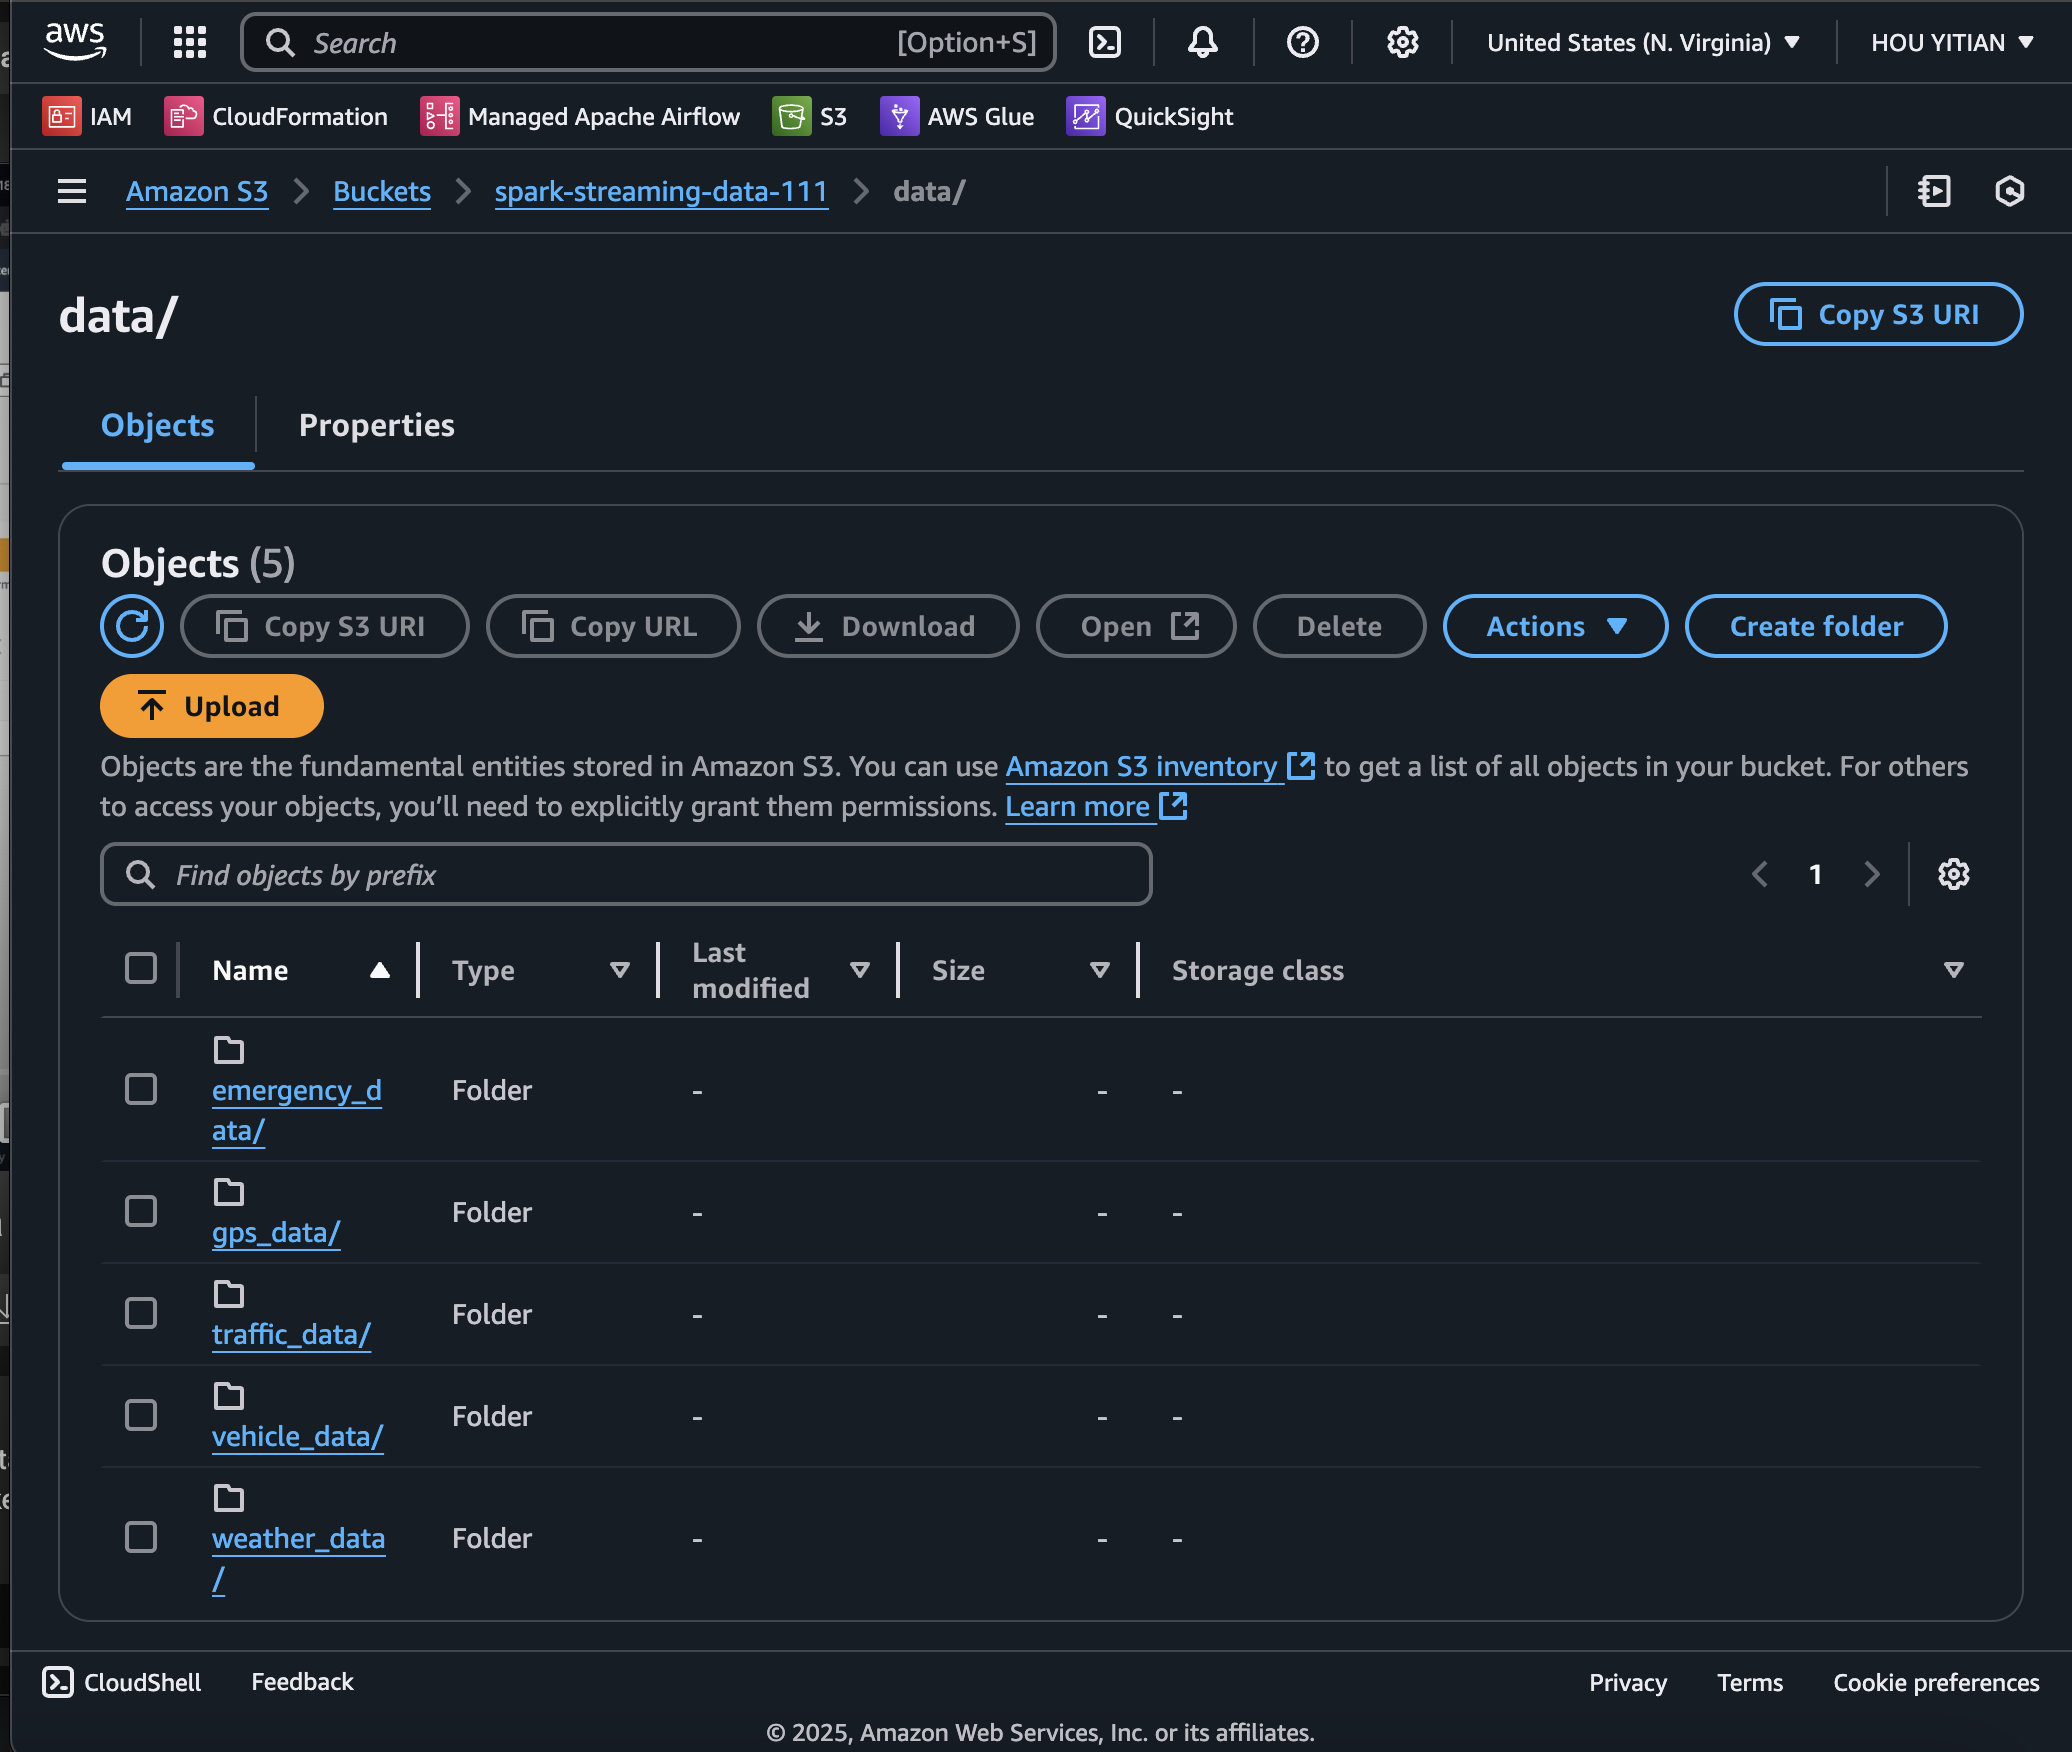 aws
Search [Option+S] United States (N. Virginia) HOU YITIAN
IAM CloudFormation Managed Apache Airflow S3 AWS Glue QuickSight
Amazon S3 Buckets spark-streaming-data-111 data/
data/
Copy S3 URI
Objects Properties
Objects (5)
Copy S3 URI Copy URL Download Open Delete Actions Create folder
Upload
Objects are the fundamental entities stored in Amazon S3. You can use Amazon S3 inventory to get a list of all objects in your bucket. For others
to access your objects, you’ll need to explicitly grant them permissions. Learn more
Find objects by prefix
1
Name Type Last modified Size Storage class
emergency_d
ata/
Folder - - -
gps_data/
Folder - - -
traffic_data/
Folder - - -
vehicle_data/
Folder - - -
weather_data
/
Folder - - -
CloudShell Feedback Privacy Terms Cookie preferences
© 2025, Amazon Web Services, Inc. or its affiliates.